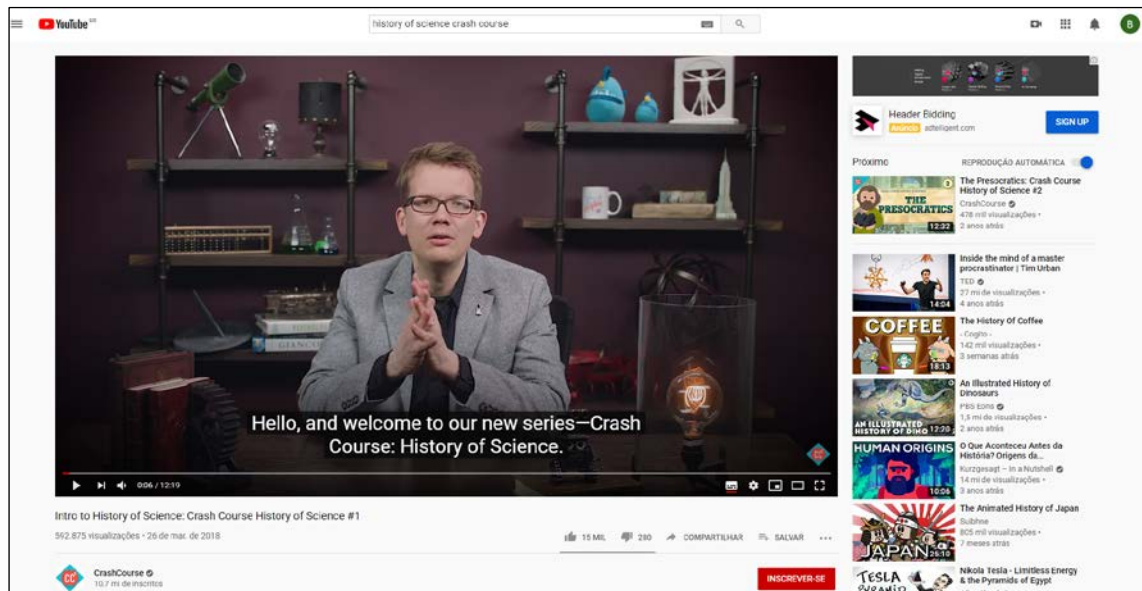 YouTube BR
history of science crash course
B
GIANCO
Hello, and welcome to our new series—Crash
Course: History of Science.
0:06 / 12:19
Intro to History of Science: Crash Course History of Science #1
592.875 visualizações • 26 de mar. de 2018
15 MIL
280
COMPARTILHAR
SALVAR
CC
CrashCourse
10,7 mi de inscritos
INSCREVER-SE
Header Bidding
Anúncio adtelligent.com
SIGN UP
Próximo
REPRODUÇÃO AUTOMÁTICA
THE
PRESOCRATICS
12:32
The Presocratics: Crash Course
History of Science #2
CrashCourse
478 mil visualizações •
2 anos atrás
14:04
Inside the mind of a master
procrastinator | Tim Urban
TED
27 mi de visualizações •
4 anos atrás
COFFEE
18:13
The History Of Coffee
- Cogito -
142 mil visualizações •
3 semanas atrás
AN ILLUSTRATED
HISTORY OF DINO
12:20
An Illustrated History of
Dinosaurs
PBS Eons
1,5 mi de visualizações •
2 anos atrás
HUMAN ORIGINS
10:06
O Que Aconteceu Antes da
História? Origens da...
Kurzgesagt – In a Nutshell
14 mi de visualizações •
3 anos atrás
JAPAN
26:10
The Animated History of Japan
Suibhne
805 mil visualizações •
7 meses atrás
TESLA
PYRAMID
Nikola Tesla - Limitless Energy
& the Pyramids of Egypt